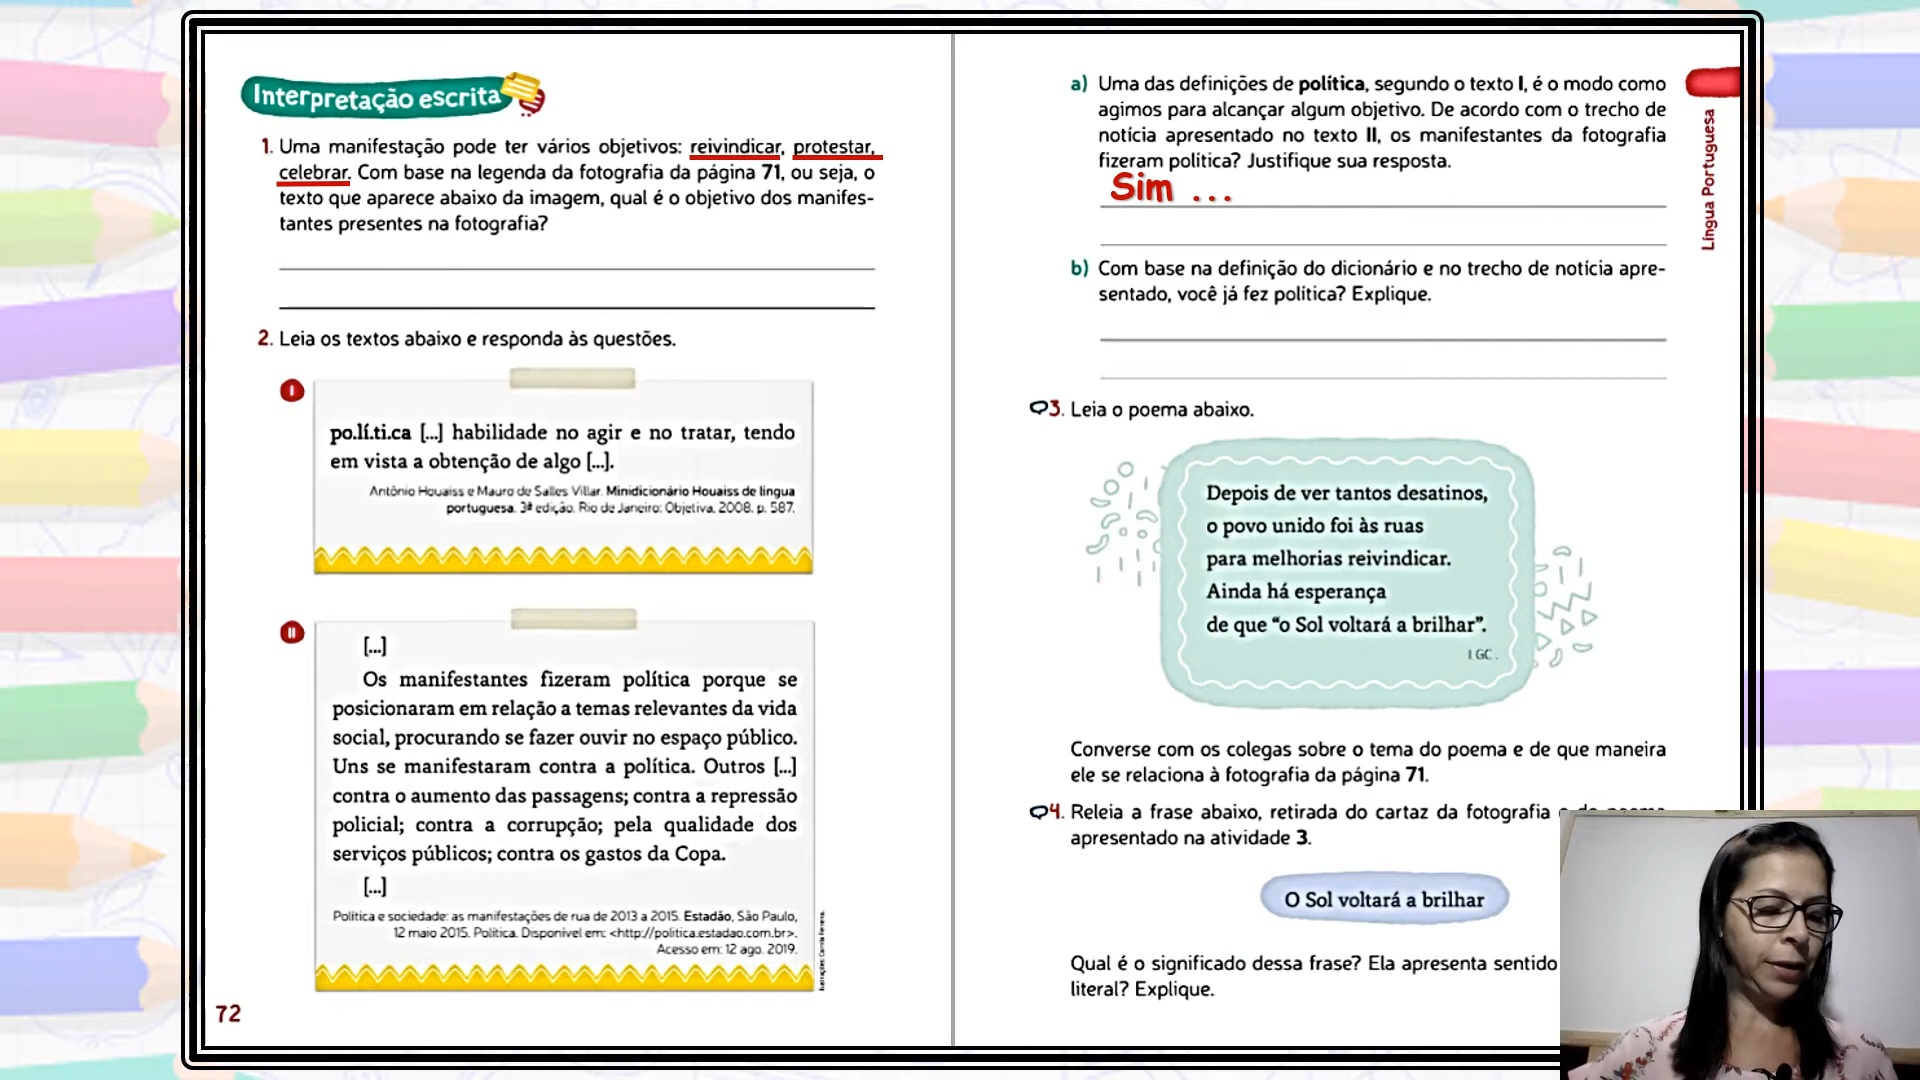 Interpretação escrita
1. Uma manifestação pode ter vários objetivos: reivindicar, protestar,
celebrar. Com base na legenda da fotografia da página 71, ou seja, o
texto que aparece abaixo da imagem, qual é o objetivo dos manifes-
tantes presentes na fotografia?
2. Leia os textos abaixo e responda às questões.
I
po.lí.ti.ca [...] habilidade no agir e no tratar, tendo
em vista a obtenção de algo [...].
Antônio Houaiss e Mauro de Salles Villar. Minidicionário Houaiss de língua
portuguesa. 3ª edição. Rio de Janeiro: Objetiva, 2008. p. 587.
II
[...]
Os manifestantes fizeram política porque se
posicionaram em relação a temas relevantes da vida
social, procurando se fazer ouvir no espaço público.
Uns se manifestaram contra a política. Outros [...]
contra o aumento das passagens; contra a repressão
policial; contra a corrupção; pela qualidade dos
serviços públicos; contra os gastos da Copa.
[...]
Política e sociedade: as manifestações de rua de 2013 a 2015. Estadão, São Paulo,
12 maio 2015. Política. Disponível em: <http://politica.estadao.com.br>.
Acesso em: 12 ago. 2019.
72
a) Uma das definições de política, segundo o texto I, é o modo como
agimos para alcançar algum objetivo. De acordo com o trecho de
notícia apresentado no texto II, os manifestantes da fotografia
fizeram política? Justifique sua resposta.
Sim ...
b) Com base na definição do dicionário e no trecho de notícia apre-
sentado, você já fez política? Explique.
3. Leia o poema abaixo.
Depois de ver tantos desatinos,
o povo unido foi às ruas
para melhorias reivindicar.
Ainda há esperança
de que “o Sol voltará a brilhar”.
I GC.
Converse com os colegas sobre o tema do poema e de que maneira
ele se relaciona à fotografia da página 71.
4. Releia a frase abaixo, retirada do cartaz da fotografia e do poema
apresentado na atividade 3.
O Sol voltará a brilhar
Qual é o significado dessa frase? Ela apresenta sentido
literal? Explique.
Língua Portuguesa